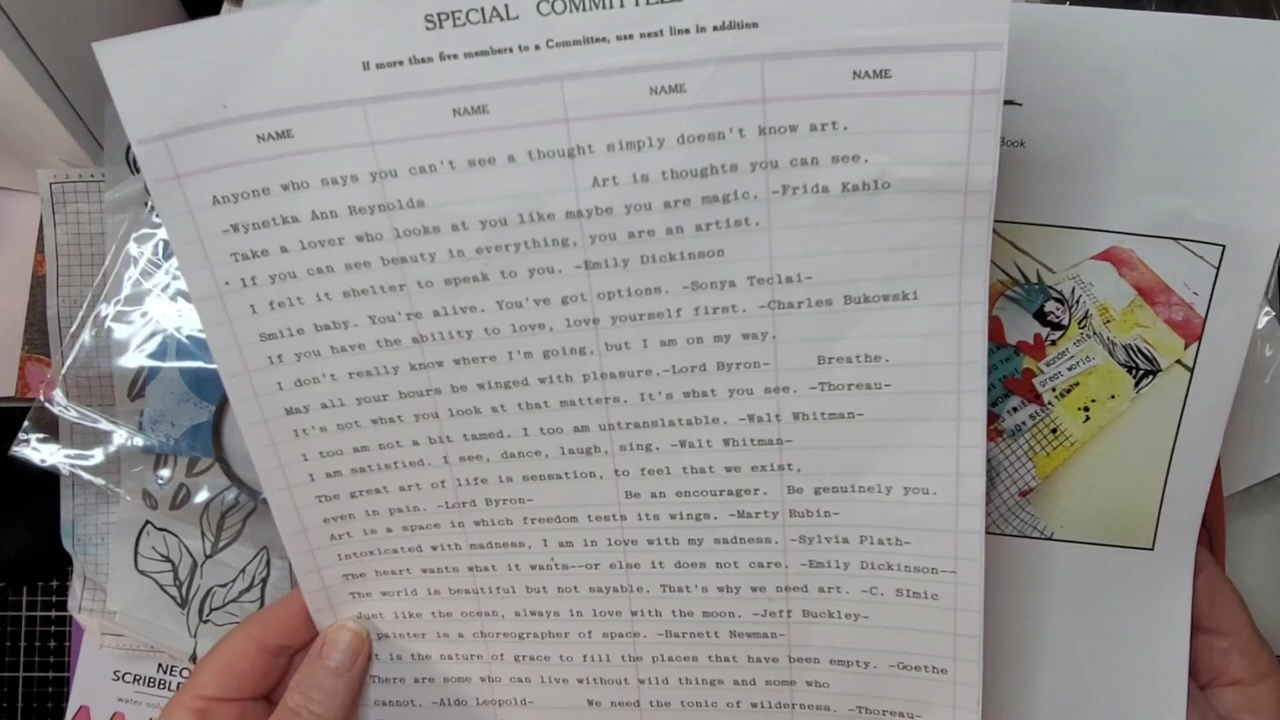 SPECIAL COMMITTEES
If more than five members to a Committee, use next line in addition
NAME NAME NAME NAME
Anyone who says you can't see a thought simply doesn't know art.
-Wynetka Ann Reynolds Art is thoughts you can see.
Take a lover who looks at you like maybe you are magic. -Frida Kahlo
If you can see beauty in everything, you are an artist.
I felt it shelter to speak to you. -Emily Dickinson
Smile baby. You're alive. You've got options. -Sonya Teclai-
If you have the ability to love, love yourself first. -Charles Bukowski
I don't really know where I'm going, but I am on my way.
May all your hours be winged with pleasure.-Lord Byron- Breathe.
It's not what you look at that matters. It's what you see. -Thoreau-
I too am not a bit tamed. I too am untranslatable. -Walt Whitman-
I am satisfied. I see, dance, laugh, sing. -Walt Whitman-
The great art of life is sensation, to feel that we exist,
even in pain. -Lord Byron- Be an encourager. Be genuinely you.
Art is a space in which freedom tests its wings. -Marty Rubin-
Intoxicated with madness, I am in love with my sadness. -Sylvia Plath-
The heart wants what it wants--or else it does not care. -Emily Dickinson--
The world is beautiful but not sayable. That's why we need art. -C. SImic
Just like the ocean, always in love with the moon. -Jeff Buckley-
painter is a choreographer of space. -Barnett Newman-
t is the nature of grace to fill the places that have been empty. -Goethe
There are some who can live without wild things and some who
cannot. -Aldo Leopold- We need the tonic of wilderness. -Thoreau-
Book
wonder this
great world.
JOY SEEK TRUTH
NEO
SCRIBBLE
water solu